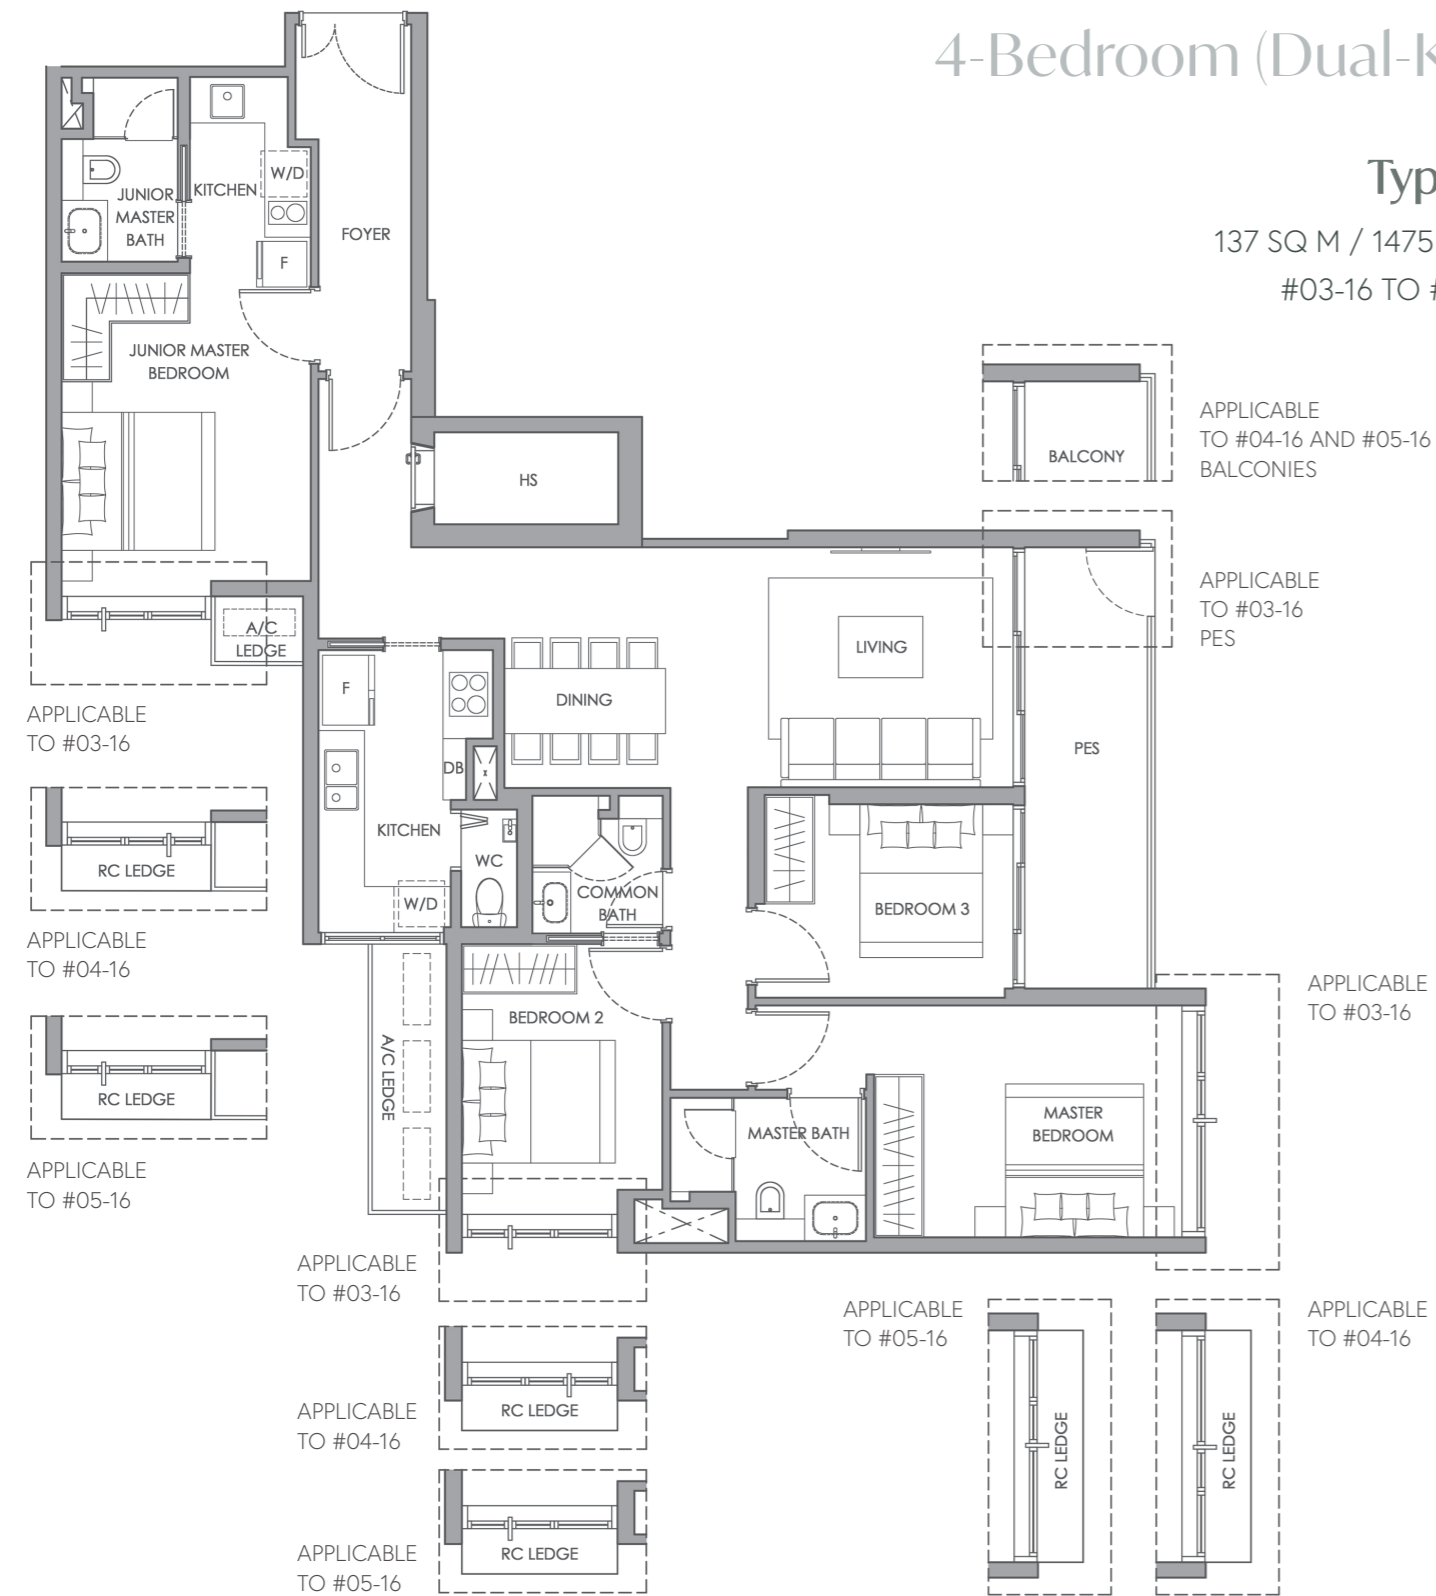 4-Bedroom (Dual-K
Typ
137 SQ M / 1475
#03-16 TO #
KITCHEN
W/D
JUNIOR
MASTER
BATH
FOYER
F
JUNIOR MASTER
BEDROOM
HS
BALCONY
APPLICABLE
TO #04-16 AND #05-16
BALCONIES
APPLICABLE
TO #03-16
PES
A/C
LEDGE
LIVING
F
DINING
PES
APPLICABLE
TO #03-16
DB
KITCHEN
WC
RC LEDGE
COMMON
BATH
W/D
BEDROOM 3
APPLICABLE
TO #04-16
APPLICABLE
TO #03-16
BEDROOM 2
A/C LEDGE
RC LEDGE
MASTER BATH
MASTER
BEDROOM
APPLICABLE
TO #05-16
APPLICABLE
TO #03-16
APPLICABLE
TO #05-16
APPLICABLE
TO #04-16
RC LEDGE
RC LEDGE
RC LEDGE
APPLICABLE
TO #04-16
RC LEDGE
APPLICABLE
TO #05-16